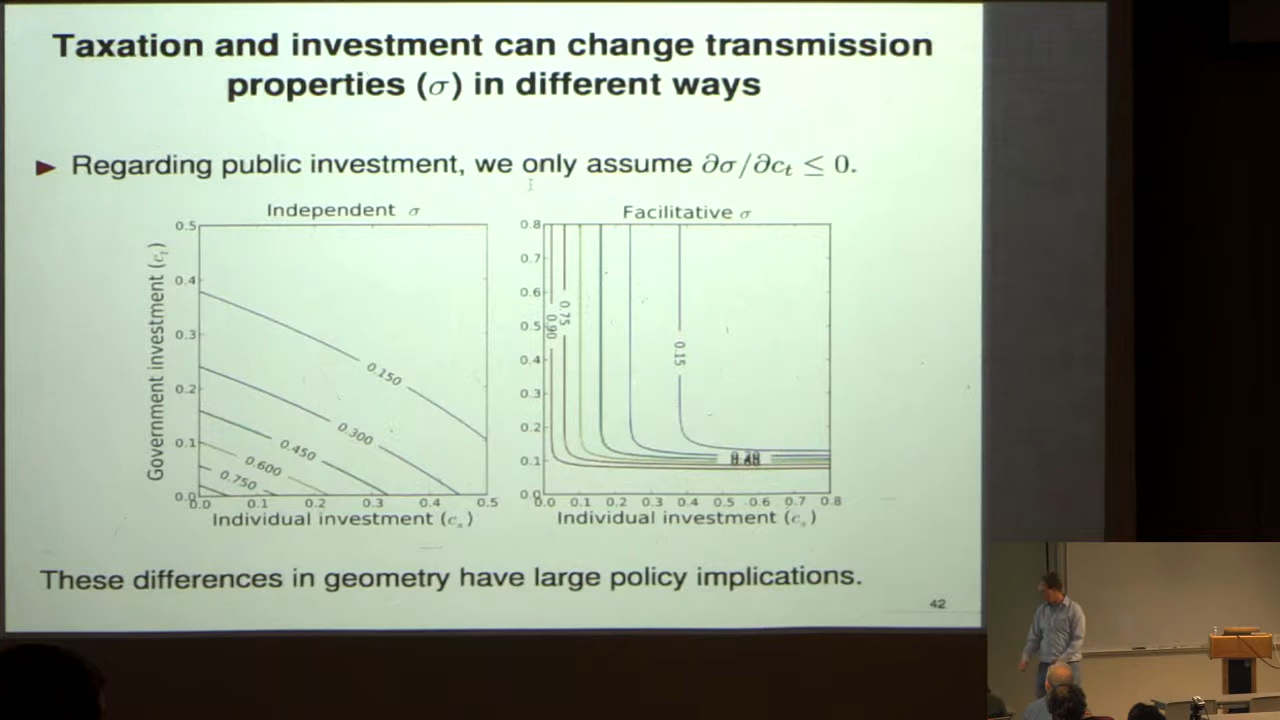 Taxation and investment can change transmission
properties (σ) in different ways
Regarding public investment, we only assume ∂σ/∂c_t ≤ 0.
Independent σ
Facilitative σ
Government investment (c_t)
0.5
0.4
0.3
0.2
0.1
0.0
0.150
0.300
0.450
0.600
0.750
0.0 0.1 0.2 0.3 0.4 0.5
Individual investment (c_s)
0.8
0.7
0.6
0.5
0.4
0.3
0.2
0.1
0.0
0.90
0.75
0.15
0.0 0.1 0.2 0.3 0.4 0.5 0.6 0.7 0.8
Individual investment (c_s)
These differences in geometry have large policy implications.
42